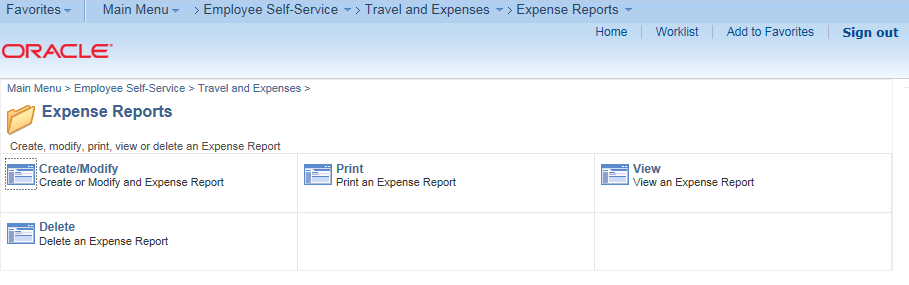 Favorites Main Menu > Employee Self-Service > Travel and Expenses > Expense Reports
Home Worklist Add to Favorites Sign out
ORACLE
Main Menu > Employee Self-Service > Travel and Expenses >
Expense Reports
Create, modify, print, view or delete an Expense Report
Create/Modify Print View
Create or Modify and Expense Report Print an Expense Report View an Expense Report
Delete
Delete an Expense Report